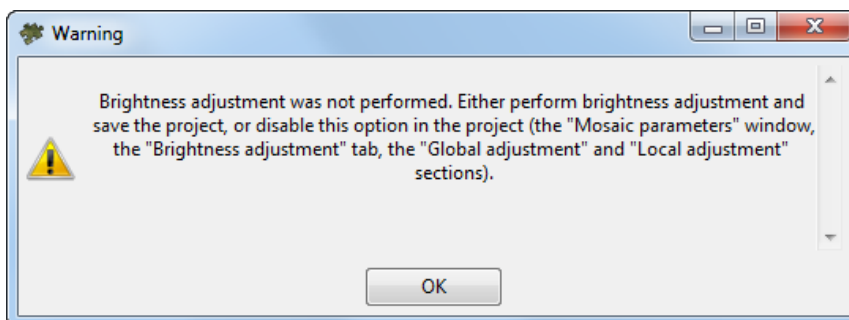 Warning
Brightness adjustment was not performed. Either perform brightness adjustment and
save the project, or disable this option in the project (the "Mosaic parameters" window,
the "Brightness adjustment" tab, the "Global adjustment" and "Local adjustment"
sections).
OK